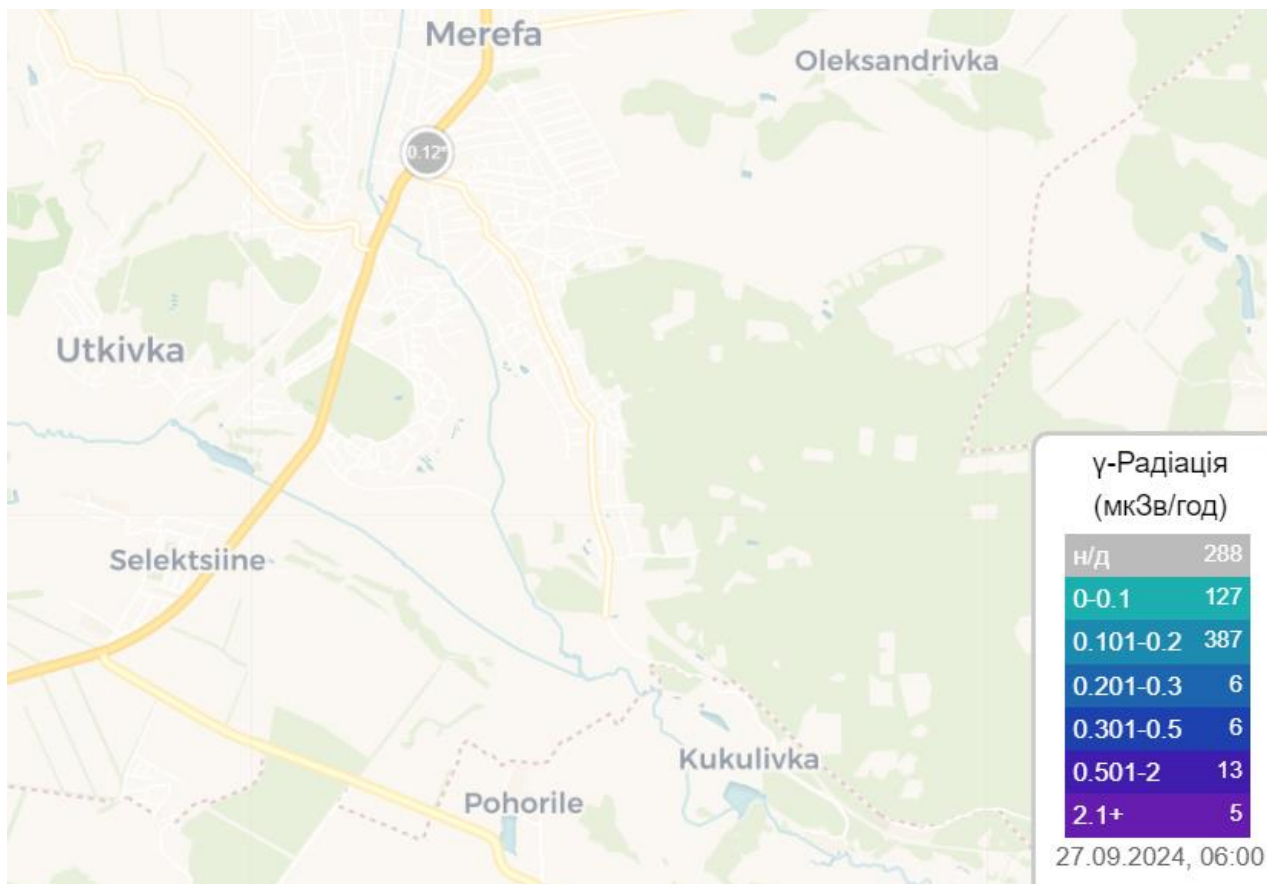 Merefa
Oleksandrivka
0.12*
Utkivka
Selektsiine
Kukulivka
Pohorile
γ-Радіація
(мкЗв/год)
н/д 288
0-0.1 127
0.101-0.2 387
0.201-0.3 6
0.301-0.5 6
0.501-2 13
2.1+ 5
27.09.2024, 06:00